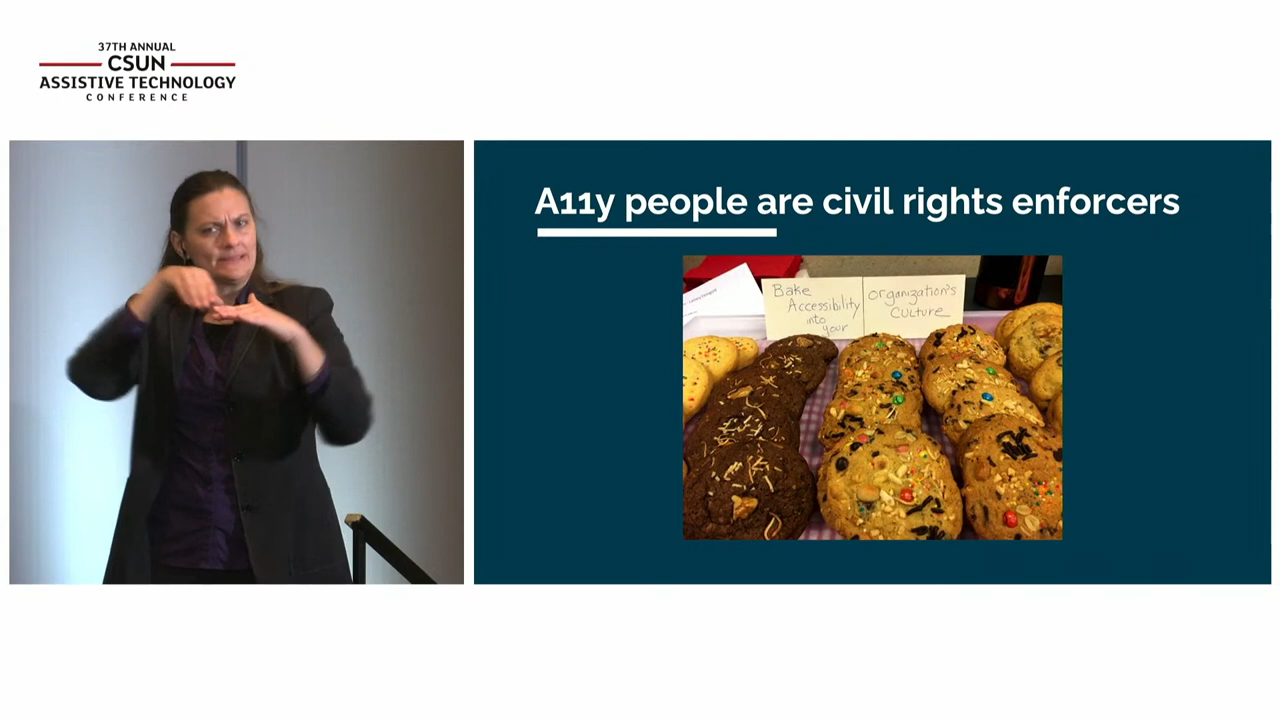 37TH ANNUAL
CSUN
ASSISTIVE TECHNOLOGY
CONFERENCE
A11y people are civil rights enforcers
Bake
Accessibility
into
your
Organization's
CULture